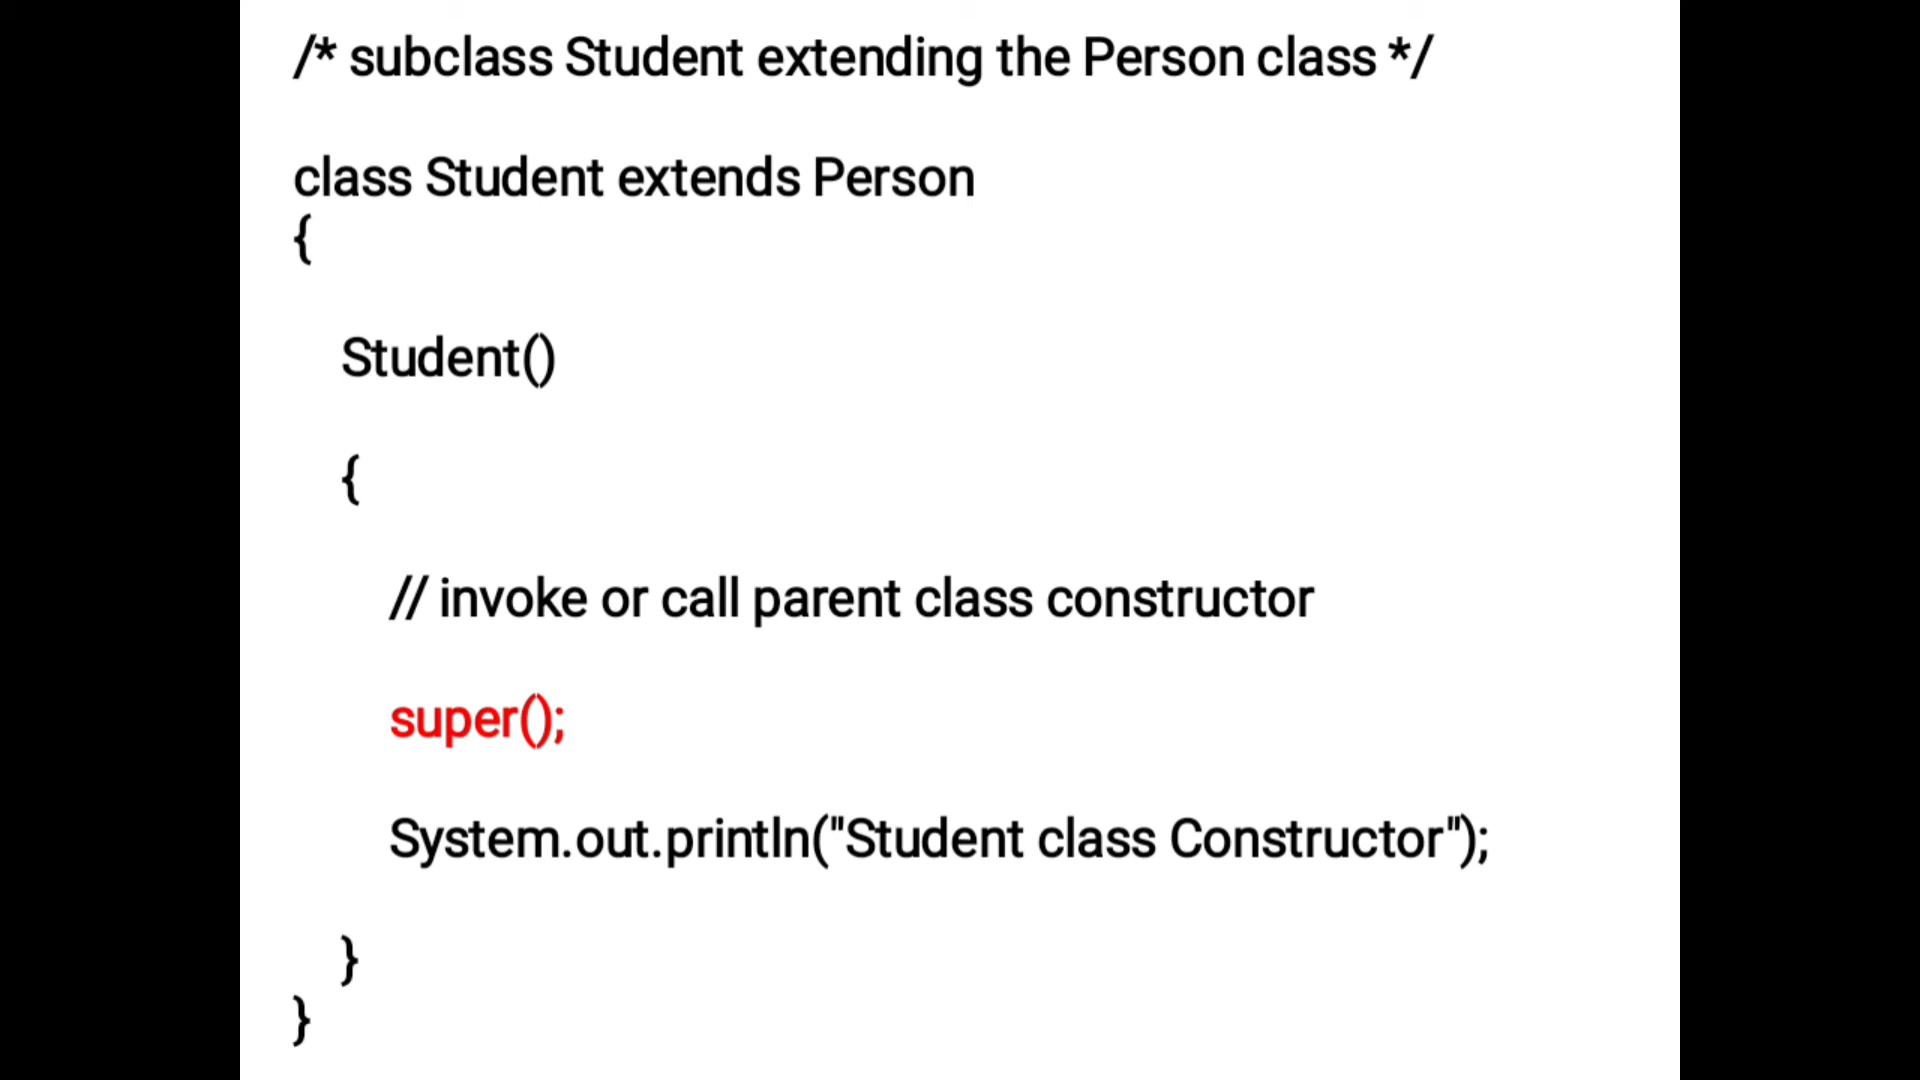 /* subclass Student extending the Person class */
class Student extends Person
{
Student()
{
// invoke or call parent class constructor
super();
System.out.println("Student class Constructor");
}
}